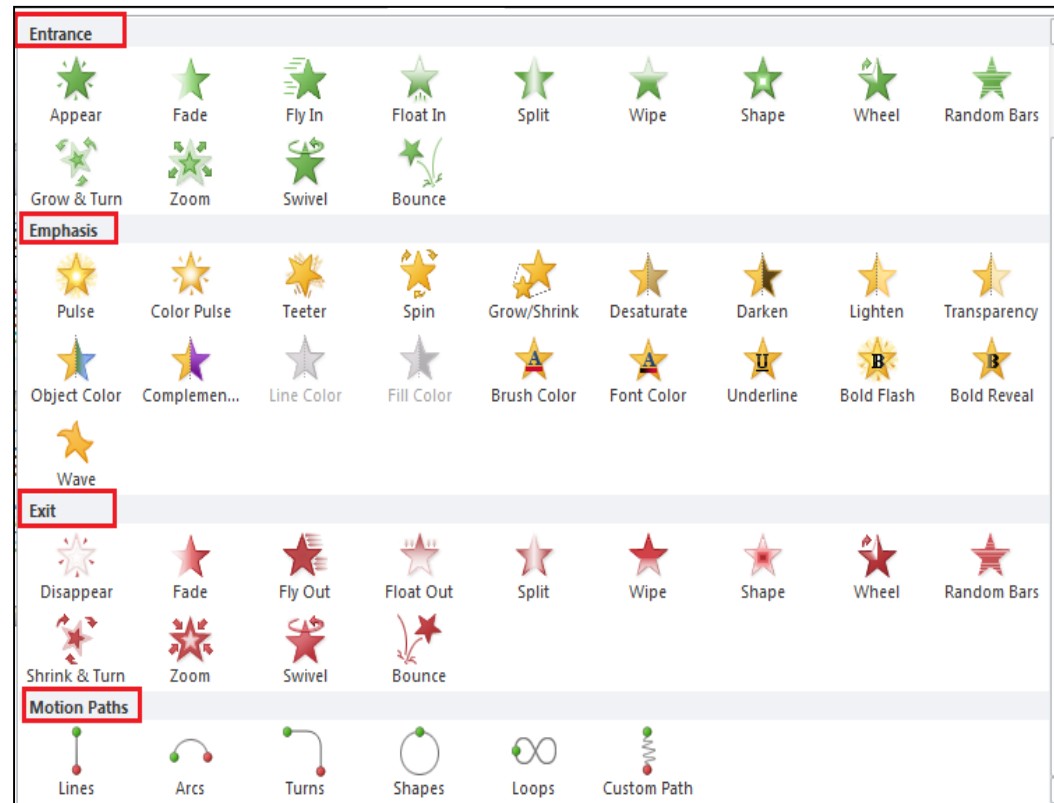 Entrance
Appear Fade Fly In Float In Split Wipe Shape Wheel Random Bars
Grow & Turn Zoom Swivel Bounce
Emphasis
Pulse Color Pulse Teeter Spin Grow/Shrink Desaturate Darken Lighten Transparency
Object Color Complemen... Line Color Fill Color Brush Color Font Color Underline Bold Flash Bold Reveal
Wave
Exit
Disappear Fade Fly Out Float Out Split Wipe Shape Wheel Random Bars
Shrink & Turn Zoom Swivel Bounce
Motion Paths
Lines Arcs Turns Shapes Loops Custom Path